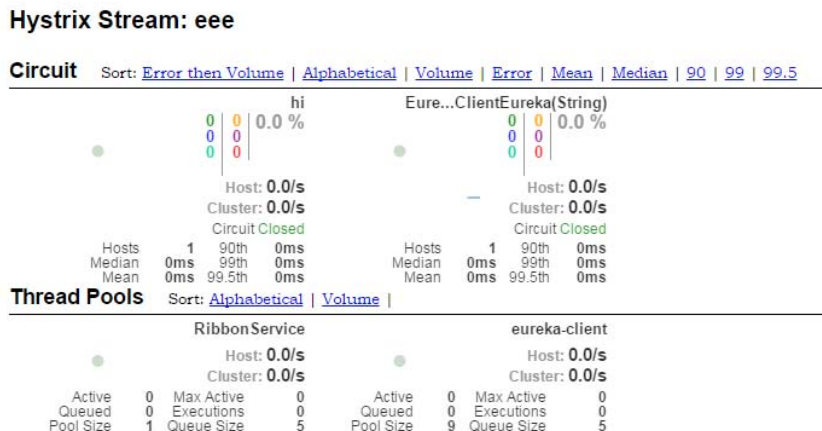 Hystrix Stream: eee
Circuit Sort: Error then Volume | Alphabetical | Volume | Error | Mean | Median | 90 | 99 | 99.5
hi Eure...ClientEureka(String)
0 0 0.0 % 0 0 0.0 %
0 0 0 0
0 0 0 0
Host: 0.0/s Host: 0.0/s
Cluster: 0.0/s Cluster: 0.0/s
Circuit Closed Circuit Closed
Hosts 1 90th 0ms Hosts 1 90th 0ms
Median 0ms 99th 0ms Median 0ms 99th 0ms
Mean 0ms 99.5th 0ms Mean 0ms 99.5th 0ms
Thread Pools Sort: Alphabetical | Volume |
RibbonService eureka-client
Host: 0.0/s Host: 0.0/s
Cluster: 0.0/s Cluster: 0.0/s
Active 0 Max Active 0 Active 0 Max Active 0
Queued 0 Executions 0 Queued 0 Executions 0
Pool Size 1 Queue Size 5 Pool Size 9 Queue Size 5